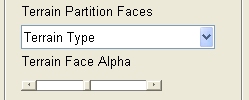 Terrain Partition Faces
Terrain Type
Terrain Face Alpha